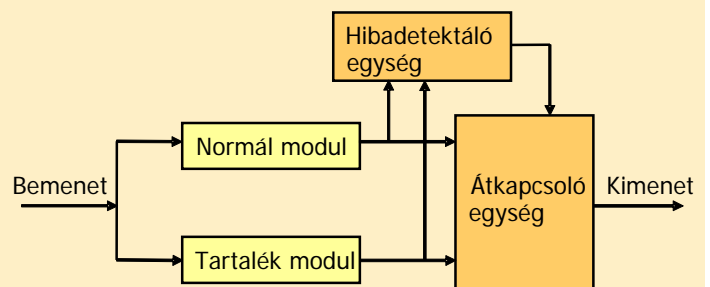 Hibadetektáló
egység
Normál modul
Bemenet
Átkapcsoló
egység
Kimenet
Tartalék modul